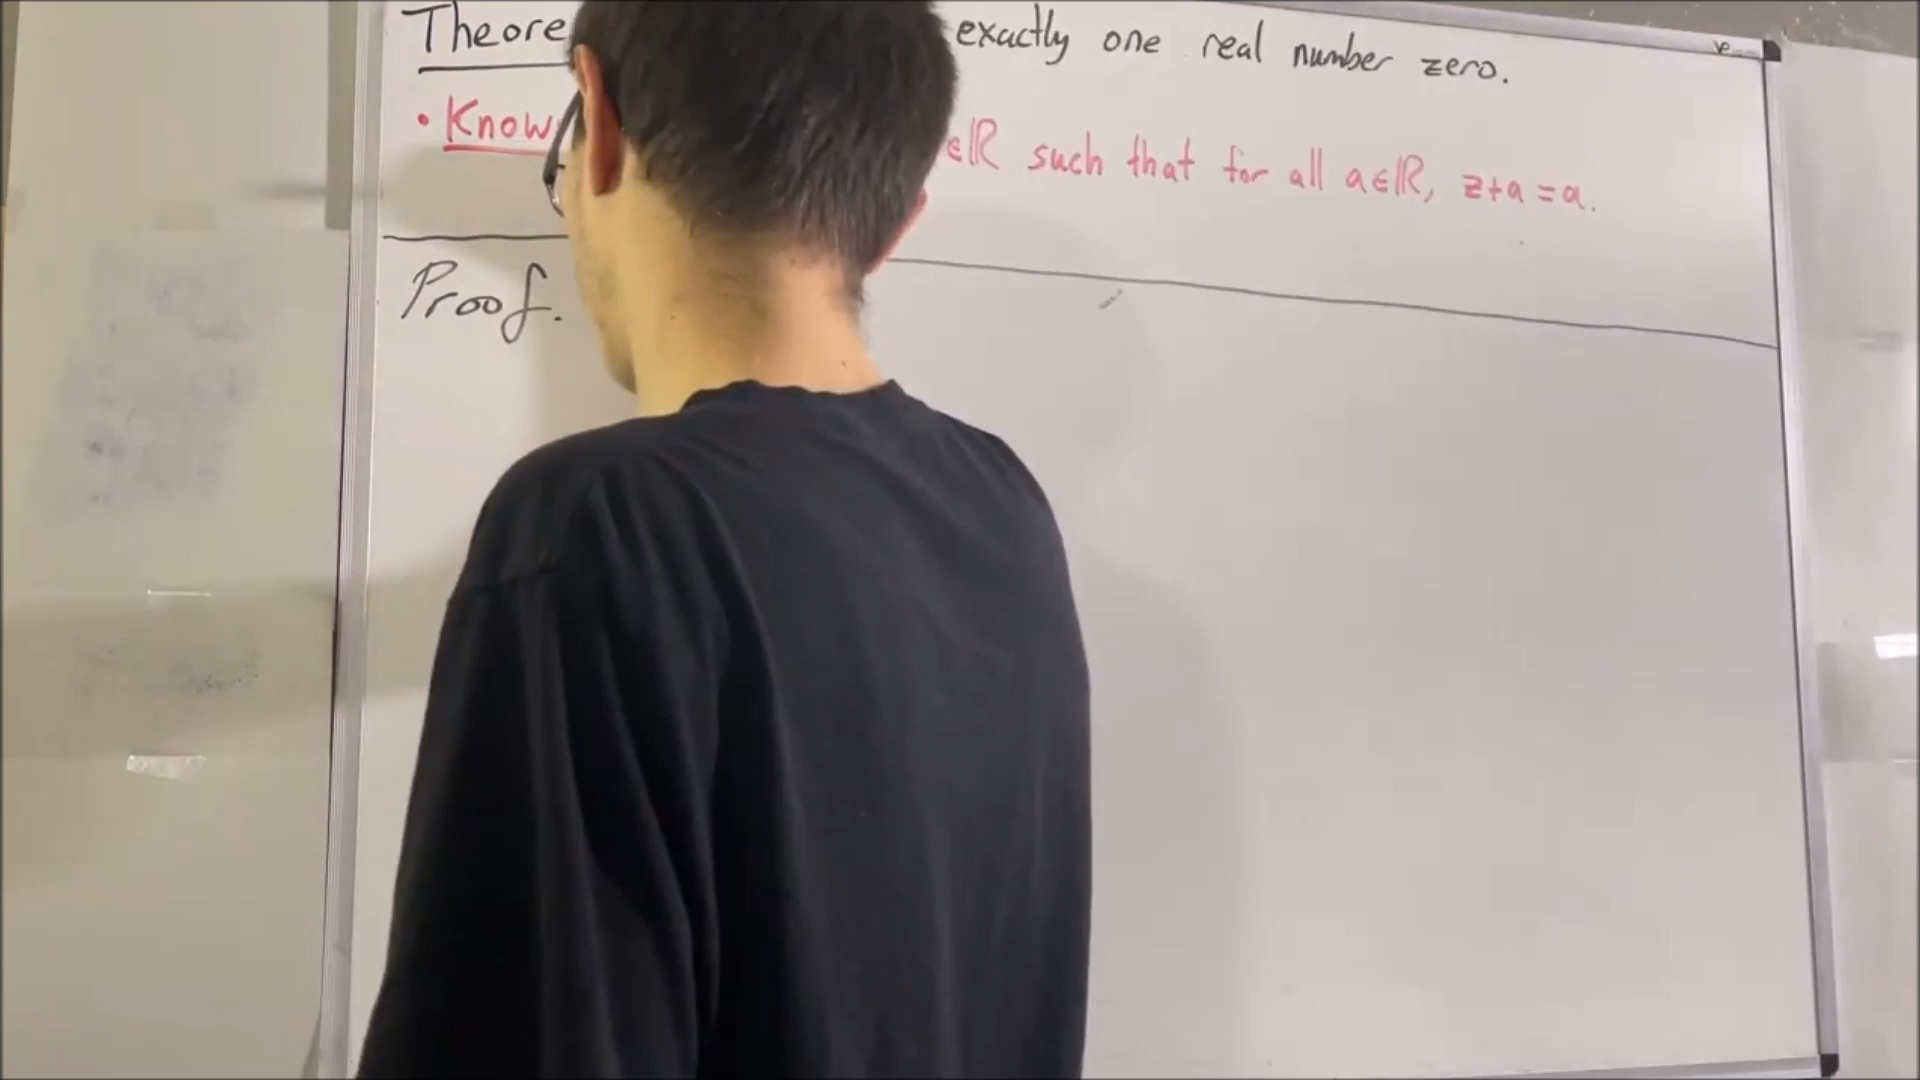 Theore exactly one real number zero.
• Know ∈ℝ such that for all a∈ℝ, z+a=a.
Proof.